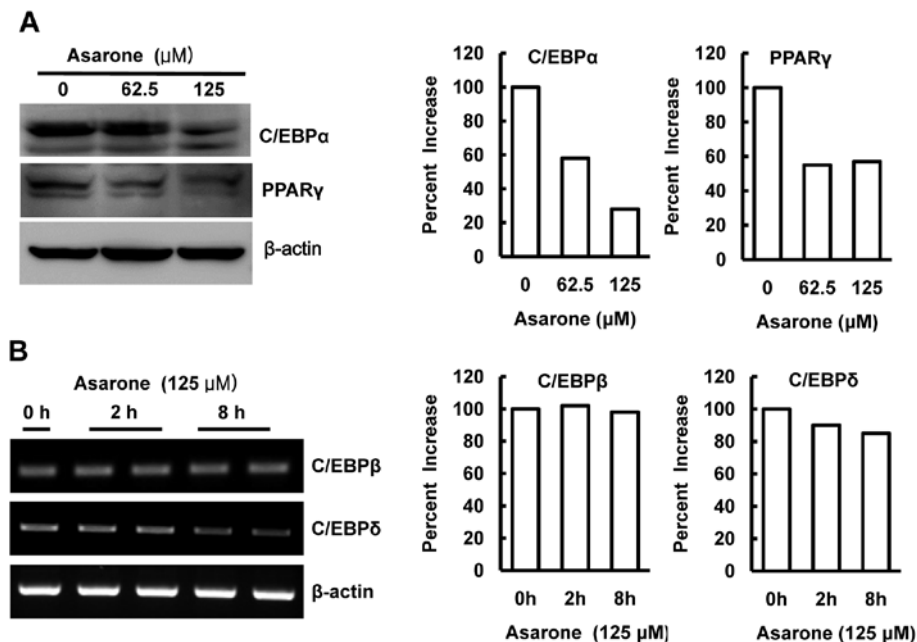 A
Asarone (μM)
0 62.5 125
C/EBPα
PPARγ
β-actin
C/EBPα
Percent Increase
120
100
80
60
40
20
0
0 62.5 125
Asarone (μM)
PPARγ
Percent Increase
120
100
80
60
40
20
0
0 62.5 125
Asarone (μM)
B
Asarone (125 μM)
0 h 2 h 8 h
C/EBPβ
C/EBPδ
β-actin
C/EBPβ
Percent Increase
120
100
80
60
40
20
0
0h 2h 8h
Asarone (125 μM)
C/EBPδ
Percent Increase
120
100
80
60
40
20
0
0h 2h 8h
Asarone (125 μM)